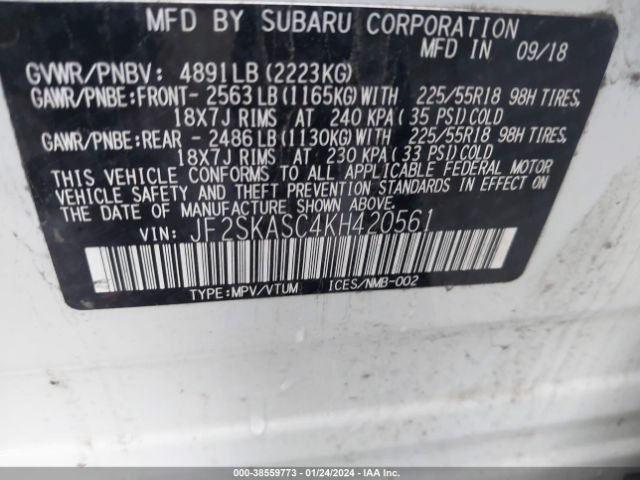 MFD BY SUBARU CORPORATION
MFD IN 09/18
GVWR/PNBV: 4891LB(2223KG)
GAWR/PNBE:FRONT- 2563LB(1165KG)WITH 225/55R18 98H TIRES,
18X7J RIMS AT 240 KPA(35 PSI)COLD
GAWR/PNBE:REAR - 2486LB(1130KG)WITH 225/55R18 98H TIRES,
18X7J RIMS AT 230 KPA(33 PSI)COLD
THIS VEHICLE CONFORMS TO ALL APPLICABLE FEDERAL MOTOR
VEHICLE SAFETY AND THEFT PREVENTION STANDARDS IN EFFECT ON
THE DATE OF MANUFACTURE SHOWN ABOVE.
VIN: JF2SKASC4KH420561
TYPE:MPV/VTUM ICES/NMB-002
000-38559773 - 01/24/2024 - IAAI.COM